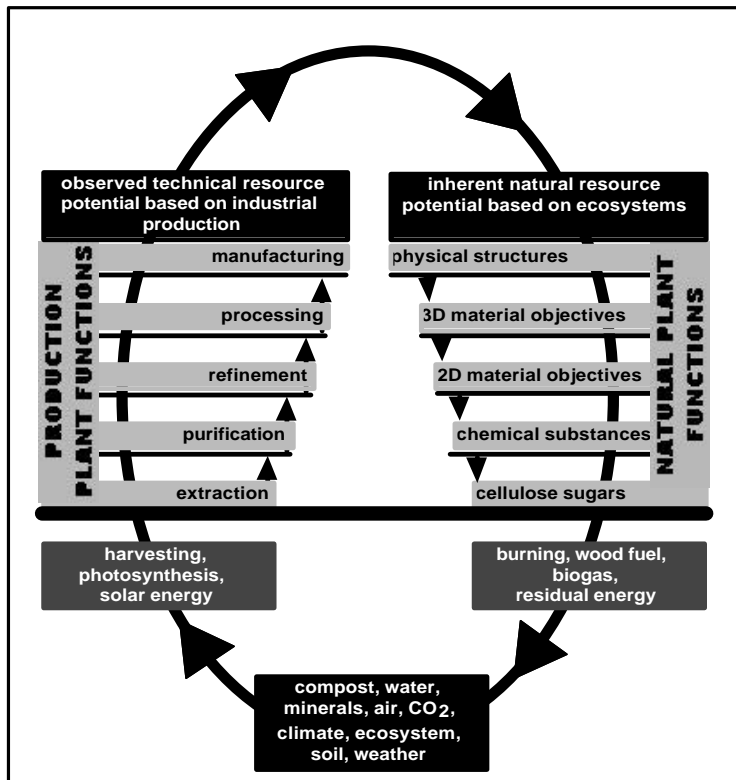 observed technical resource
potential based on industrial
production
inherent natural resource
potential based on ecosystems
PRODUCTION
PLANT FUNCTIONS
manufacturing
processing
refinement
purification
extraction
physical structures
3D material objectives
2D material objectives
chemical substances
cellulose sugars
NATURAL PLANT
FUNCTIONS
harvesting,
photosynthesis,
solar energy
burning, wood fuel,
biogas,
residual energy
compost, water,
minerals, air, CO2,
climate, ecosystem,
soil, weather